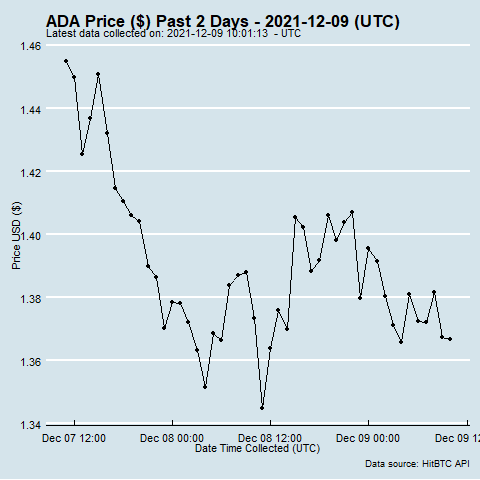 ADA Price ($) Past 2 Days - 2021-12-09 (UTC)
Latest data collected on: 2021-12-09 10:01:13 - UTC
1.46
1.44
1.42
1.40
1.38
1.36
1.34
Price USD ($)
Dec 07 12:00
Dec 08 00:00
Dec 08 12:00
Dec 09 00:00
Dec 09 12
Date Time Collected (UTC)
Data source: HitBTC API